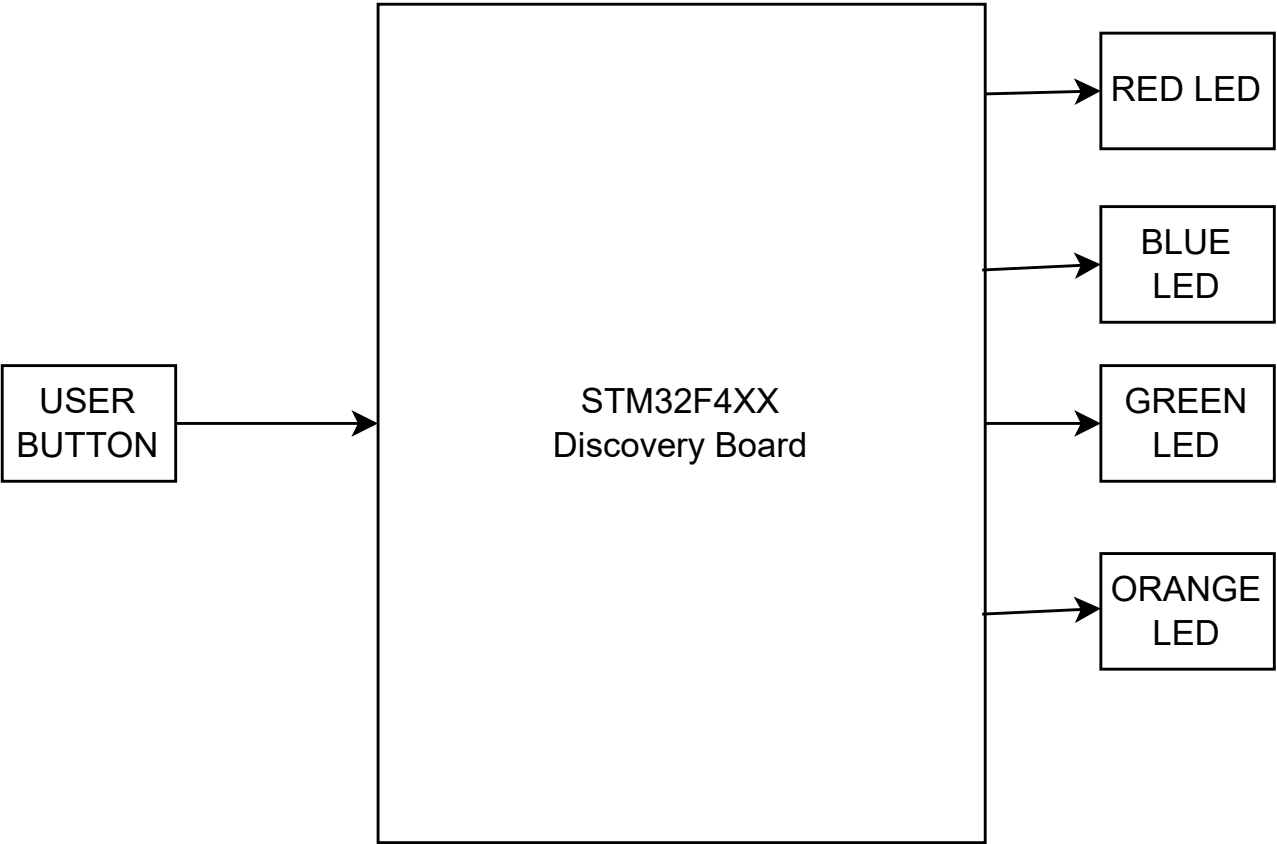 RED LED
BLUE
LED
USER
BUTTON
STM32F4XX
Discovery Board
GREEN
LED
ORANGE
LED